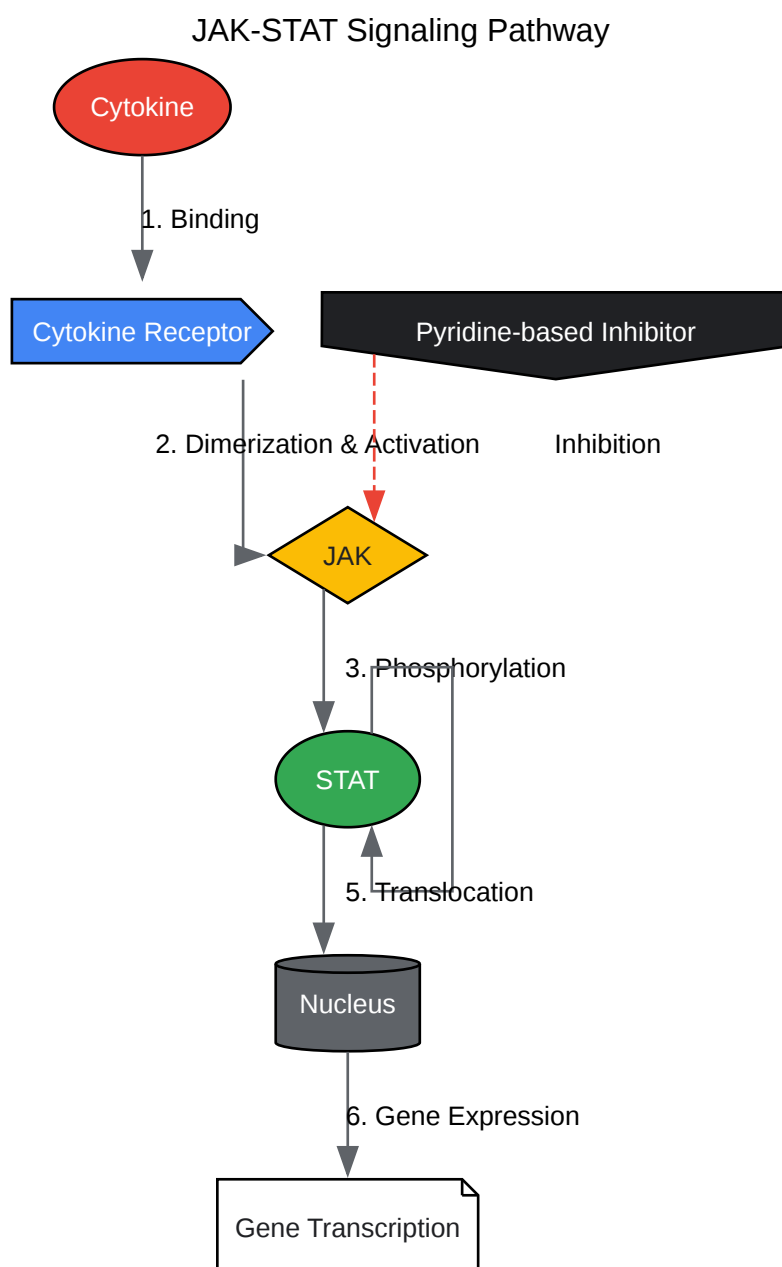 JAK-STAT Signaling Pathway
Cytokine
1. Binding
Cytokine Receptor
Pyridine-based Inhibitor
2. Dimerization & Activation
Inhibition
JAK
3. Phosphorylation
STAT
5. Translocation
Nucleus
6. Gene Expression
Gene Transcription